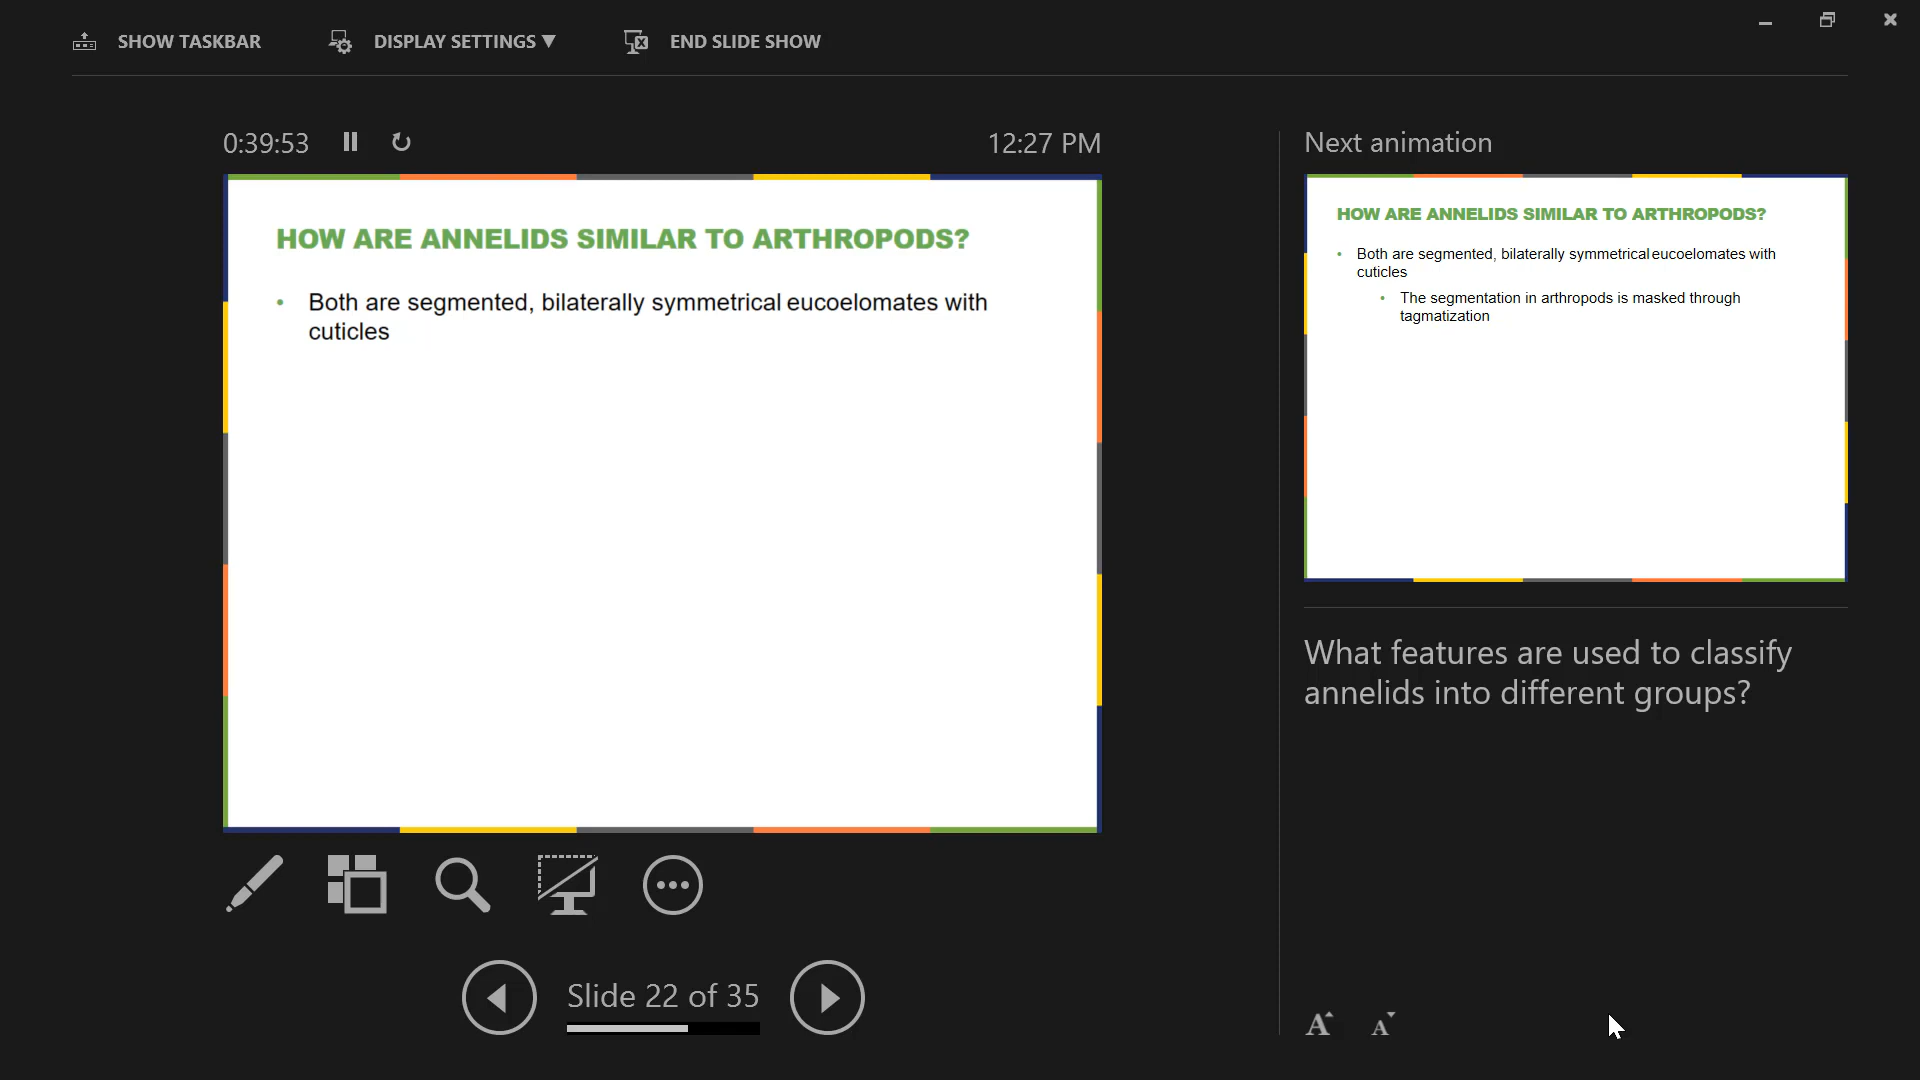 SHOW TASKBAR
DISPLAY SETTINGS ▼
END SLIDE SHOW
0:39:53
12:27 PM
HOW ARE ANNELIDS SIMILAR TO ARTHROPODS?
• Both are segmented, bilaterally symmetrical eucoelomates with
cuticles
Slide 22 of 35
Next animation
HOW ARE ANNELIDS SIMILAR TO ARTHROPODS?
• Both are segmented, bilaterally symmetrical eucoelomates with
cuticles
• The segmentation in arthropods is masked through
tagmatization
What features are used to classify
annelids into different groups?
A A